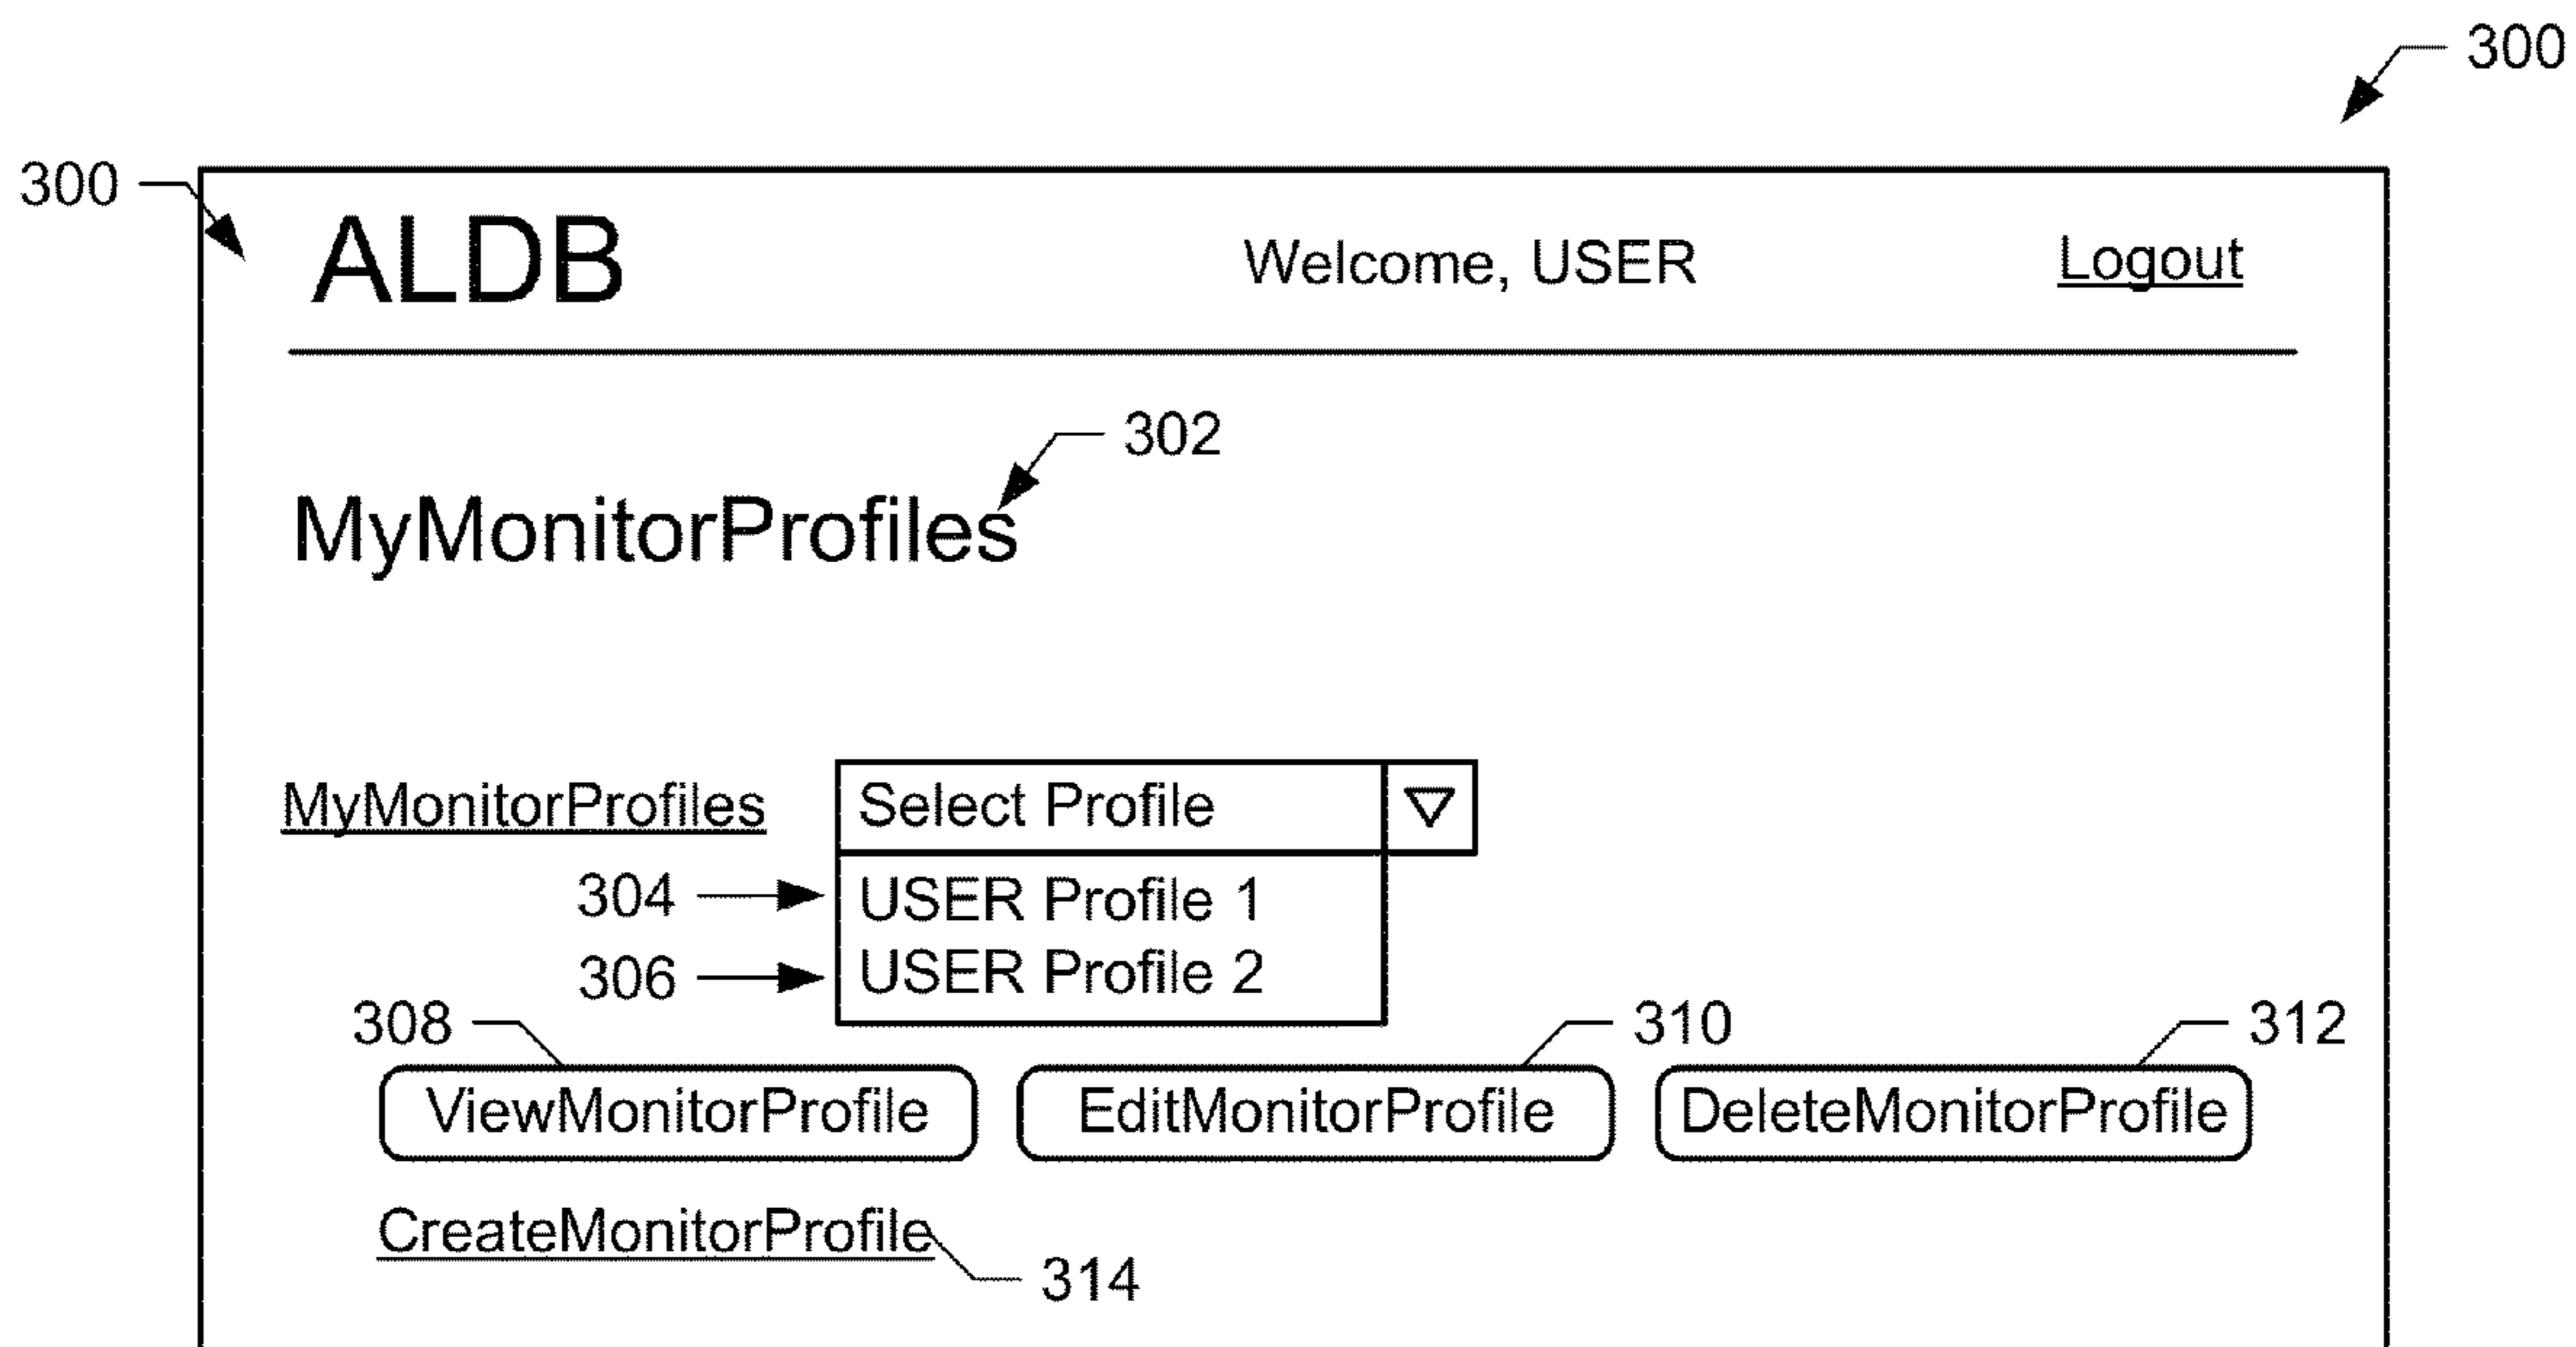 300
300
ALDB Welcome, USER Logout
302
MyMonitorProfiles
MyMonitorProfiles Select Profile
304 USER Profile 1
306 USER Profile 2
308 310 312
ViewMonitorProfile EditMonitorProfile DeleteMonitorProfile
CreateMonitorProfile
314